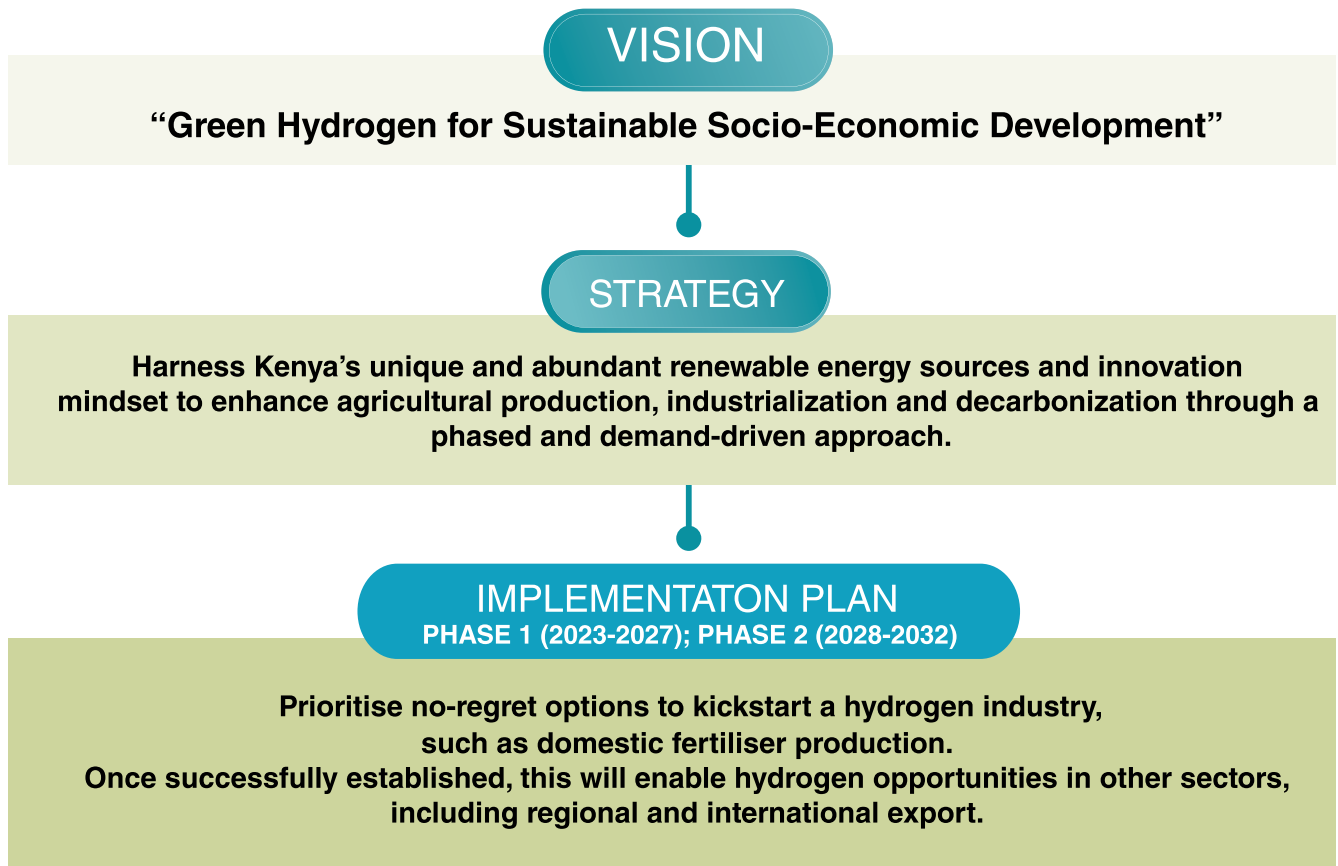 VISION
“Green Hydrogen for Sustainable Socio-Economic Development”
STRATEGY
Harness Kenya’s unique and abundant renewable energy sources and innovation
mindset to enhance agricultural production, industrialization and decarbonization through a
phased and demand-driven approach.
IMPLEMENTATON PLAN
PHASE 1 (2023-2027); PHASE 2 (2028-2032)
Prioritise no-regret options to kickstart a hydrogen industry,
such as domestic fertiliser production.
Once successfully established, this will enable hydrogen opportunities in other sectors,
including regional and international export.